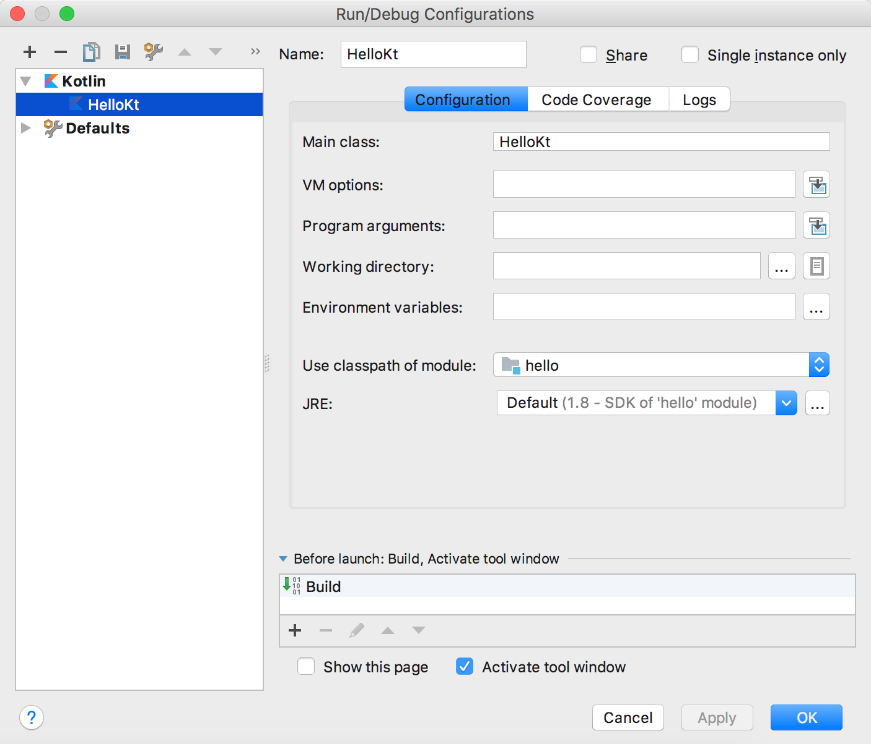 Run/Debug Configurations
Name: HelloKt Share Single instance only
Kotlin
HelloKt
Defaults
Configuration Code Coverage Logs
Main class: HelloKt
VM options:
Program arguments:
Working directory: ...
Environment variables: ...
Use classpath of module: hello
JRE: Default (1.8 - SDK of 'hello' module) ...
Before launch: Build, Activate tool window
Build
Show this page Activate tool window
? Cancel Apply OK